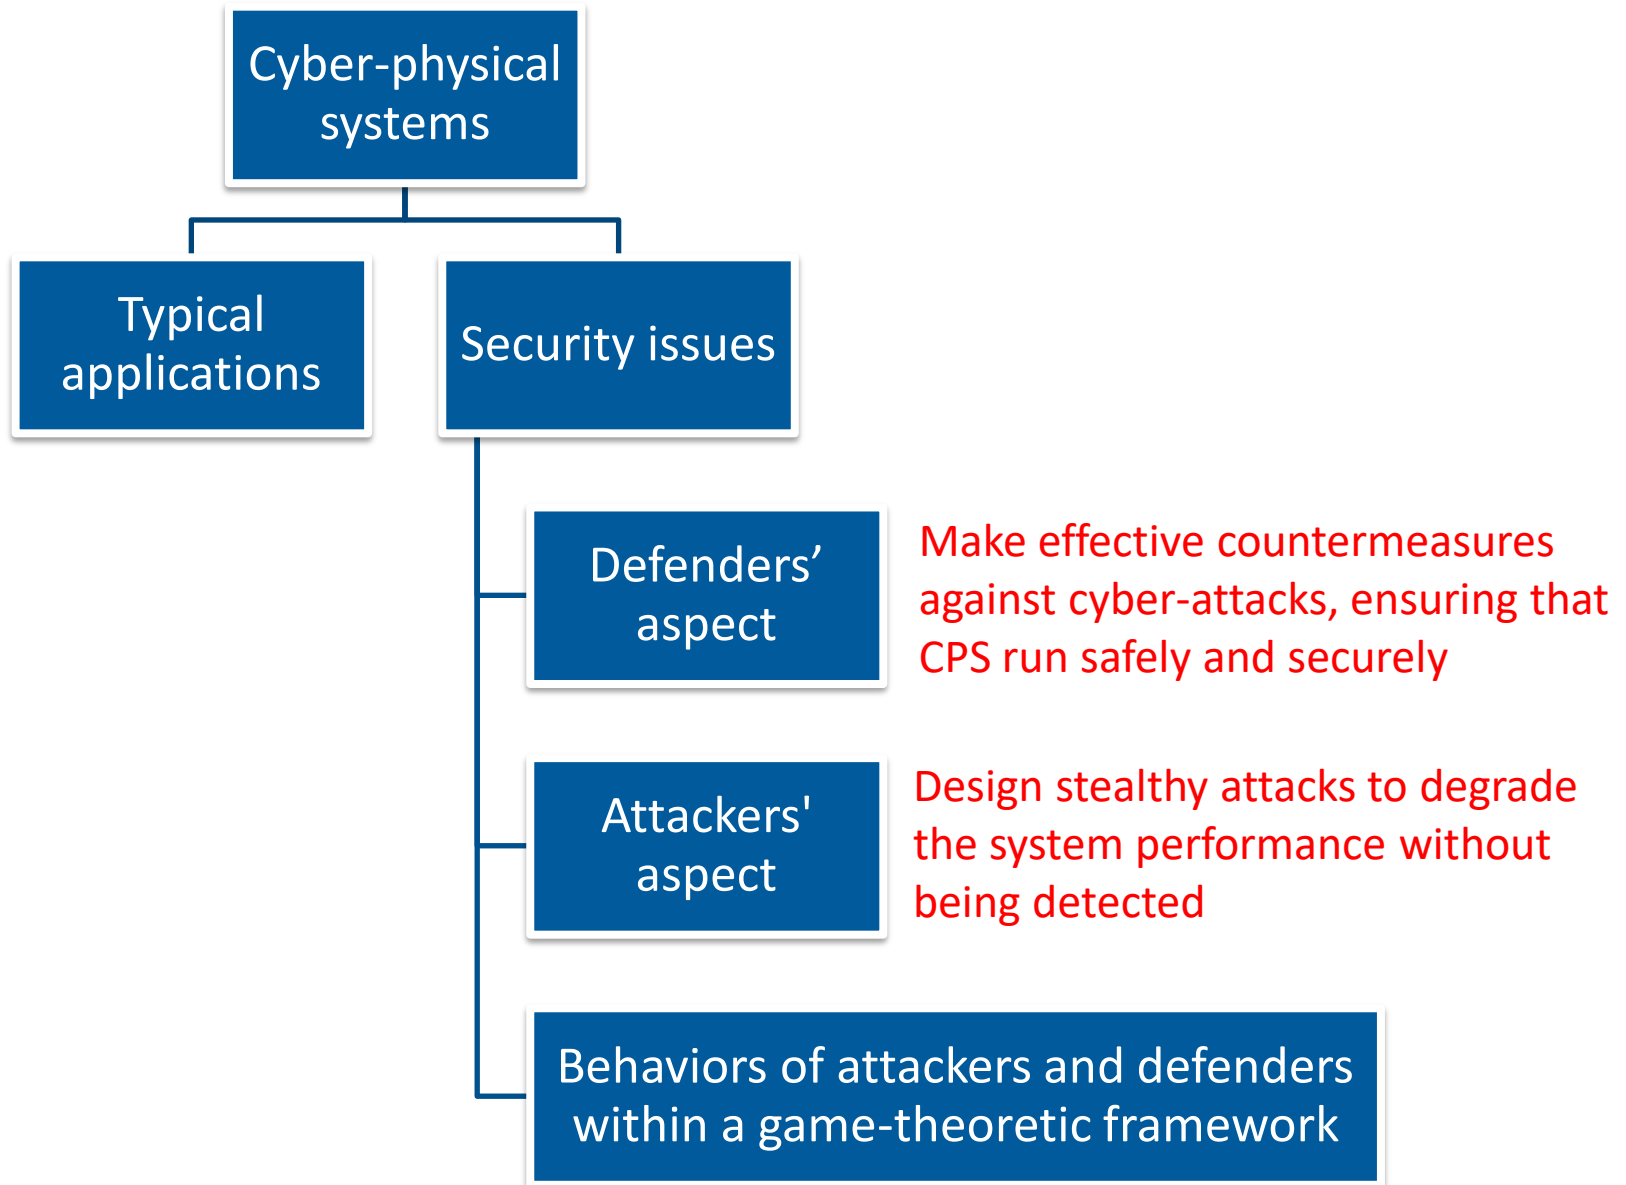 Cyber-physical
systems
Typical
applications
Security issues
Defenders’
aspect
Make effective countermeasures
against cyber-attacks, ensuring that
CPS run safely and securely
Attackers'
aspect
Design stealthy attacks to degrade
the system performance without
being detected
Behaviors of attackers and defenders
within a game-theoretic framework